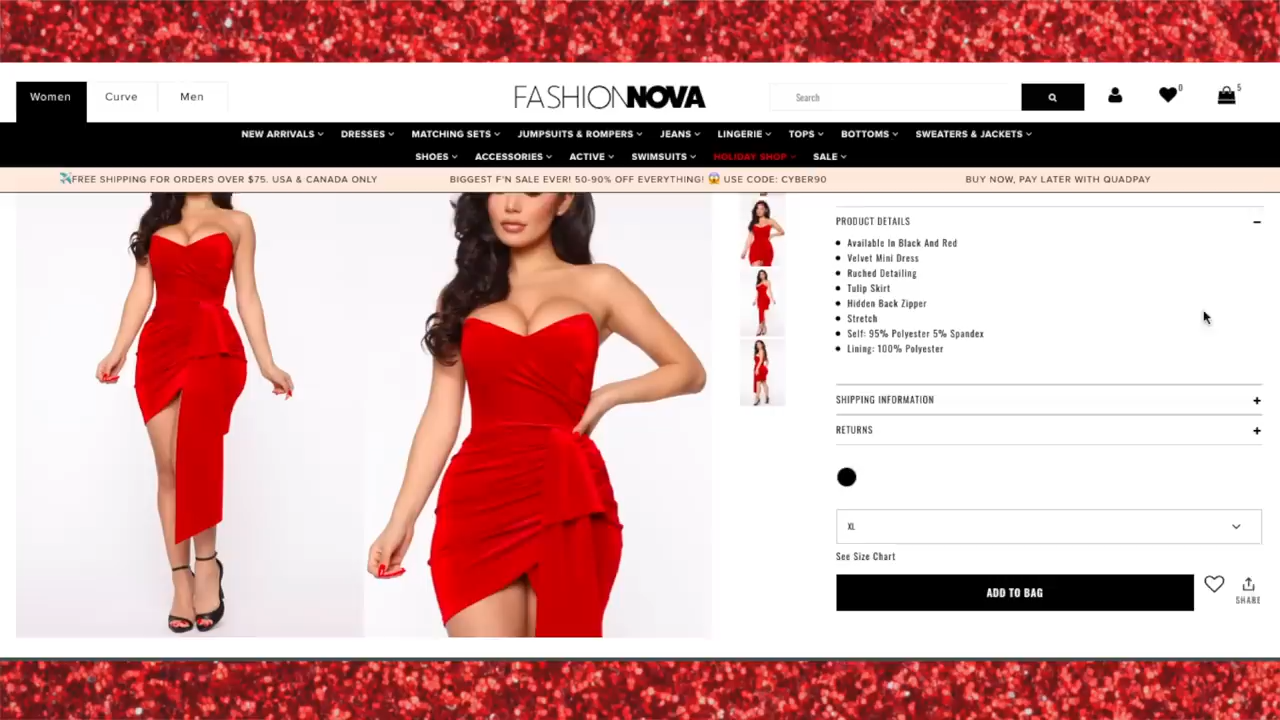 Women Curve Men
FASHIONNOVA
Search
0
5
NEW ARRIVALS DRESSES MATCHING SETS JUMPSUITS & ROMPERS JEANS LINGERIE TOPS BOTTOMS SWEATERS & JACKETS
SHOES ACCESSORIES ACTIVE SWIMSUITS HOLIDAY SHOP SALE
✈️FREE SHIPPING FOR ORDERS OVER $75. USA & CANADA ONLY
BIGGEST F'N SALE EVER! 50-90% OFF EVERYTHING! 😱 USE CODE: CYBER90
BUY NOW, PAY LATER WITH QUADPAY
PRODUCT DETAILS
Available In Black And Red
Velvet Mini Dress
Ruched Detailing
Tulip Skirt
Hidden Back Zipper
Stretch
Self: 95% Polyester 5% Spandex
Lining: 100% Polyester
SHIPPING INFORMATION
RETURNS
XL
See Size Chart
ADD TO BAG
SHARE